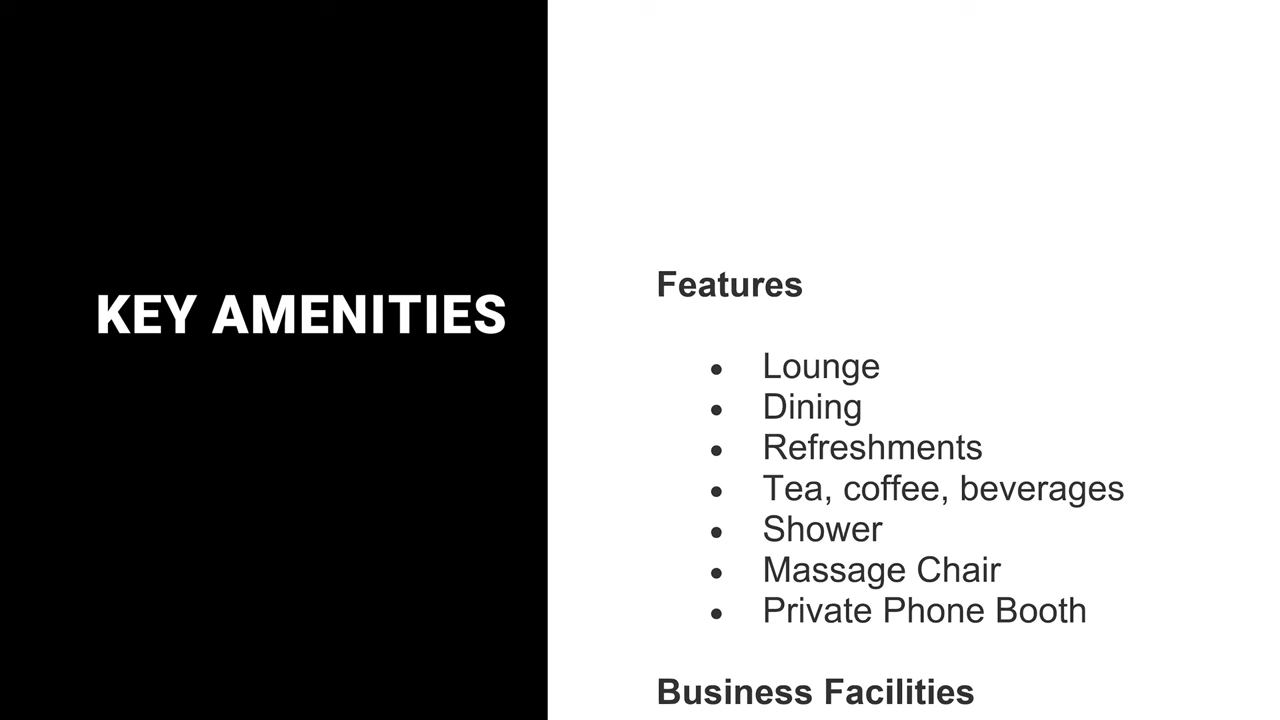 KEY AMENITIES
Features
• Lounge
• Dining
• Refreshments
• Tea, coffee, beverages
• Shower
• Massage Chair
• Private Phone Booth
Business Facilities